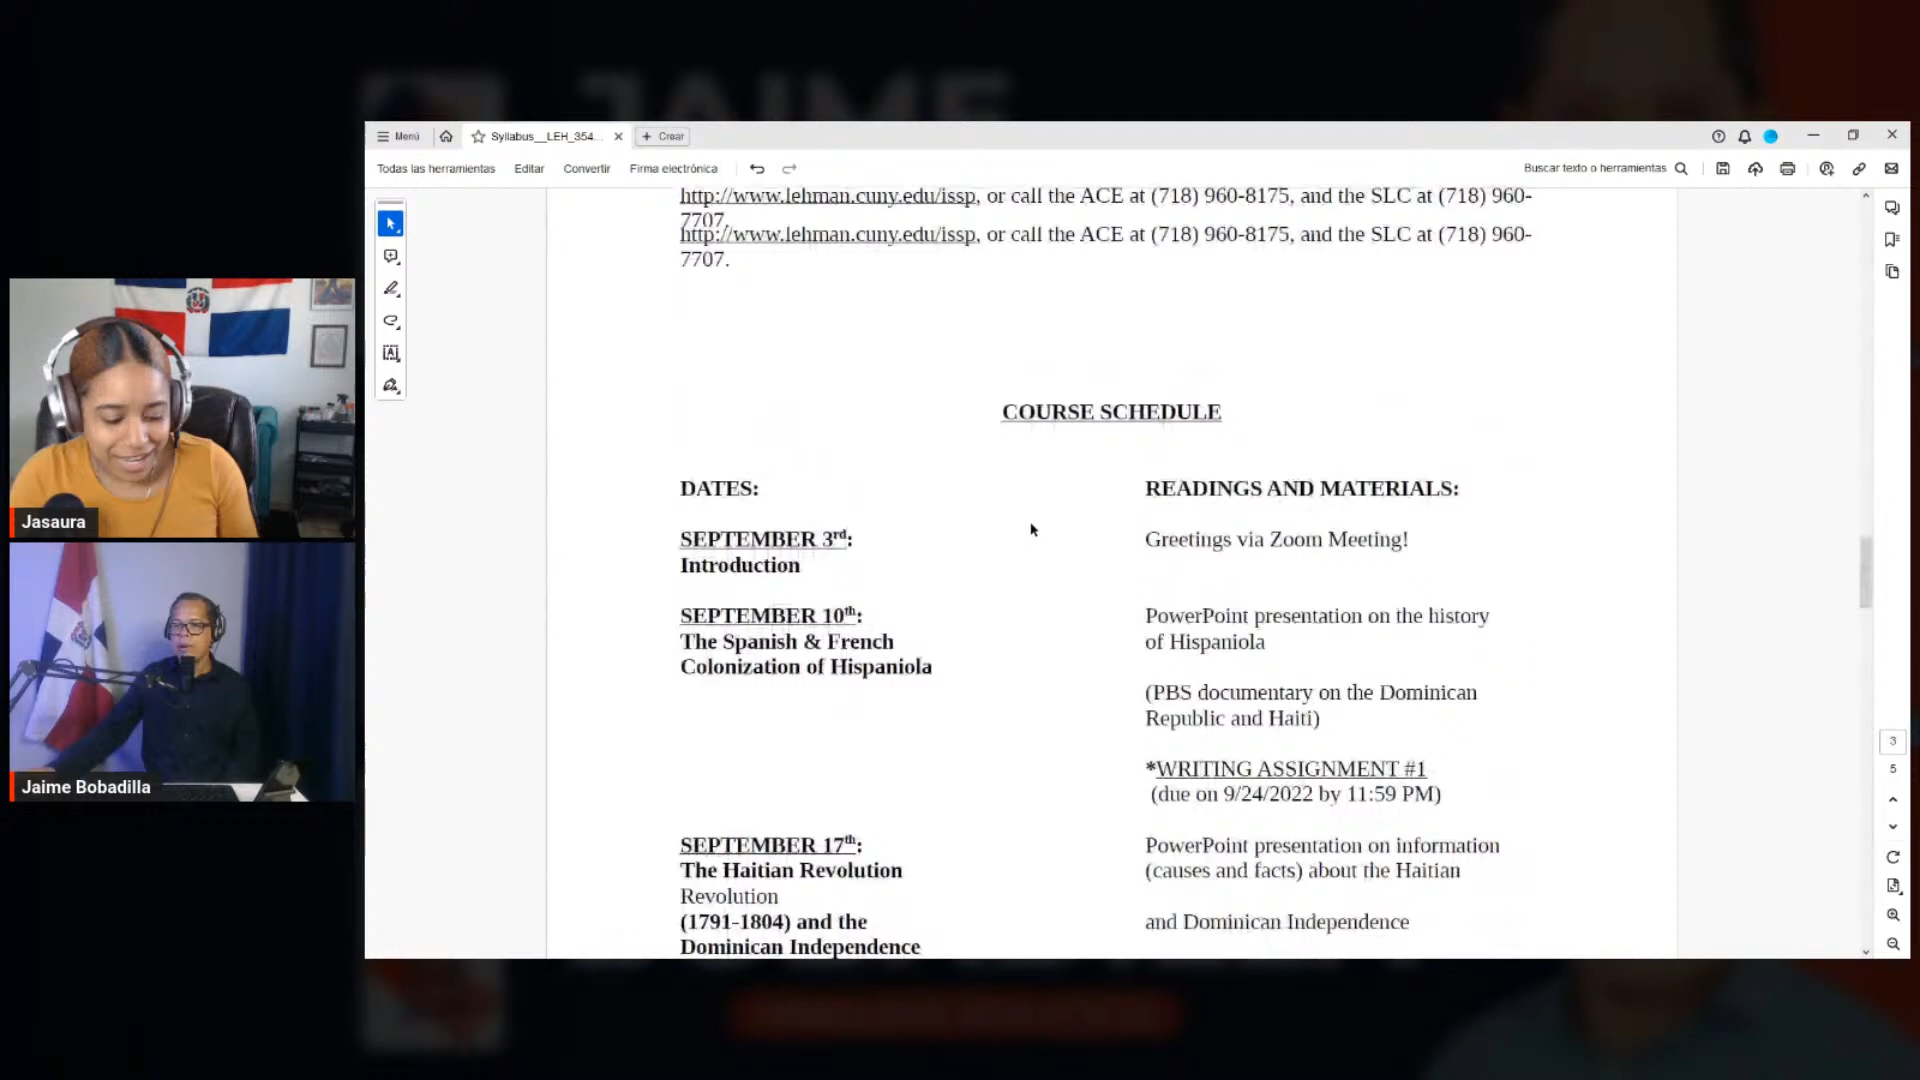 JAIME
Menú
Syllabus__LEH_354...
Crear
Todas las herramientas
Editar
Convertir
Firma electrónica
Buscar texto o herramientas
http://www.lehman.cuny.edu/issp, or call the ACE at (718) 960-8175, and the SLC at (718) 960-
7707.
http://www.lehman.cuny.edu/issp, or call the ACE at (718) 960-8175, and the SLC at (718) 960-
7707.
COURSE SCHEDULE
DATES:
READINGS AND MATERIALS:
SEPTEMBER 3rd:
Greetings via Zoom Meeting!
Introduction
SEPTEMBER 10th:
PowerPoint presentation on the history
The Spanish & French
of Hispaniola
Colonization of Hispaniola
(PBS documentary on the Dominican
Republic and Haiti)
*WRITING ASSIGNMENT #1
(due on 9/24/2022 by 11:59 PM)
SEPTEMBER 17th:
PowerPoint presentation on information
The Haitian Revolution
(causes and facts) about the Haitian
Revolution
(1791-1804) and the
and Dominican Independence
Dominican Independence
3
5
Jasaura
Jaime Bobadilla